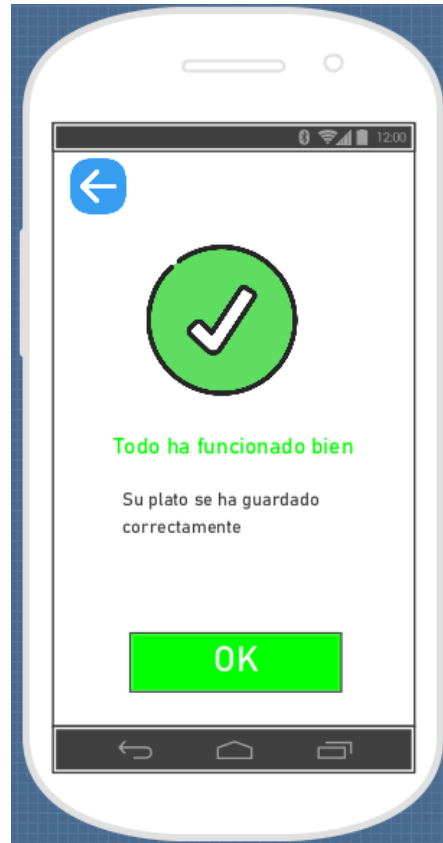 12:00
Todo ha funcionado bien
Su plato se ha guardado
correctamente
OK